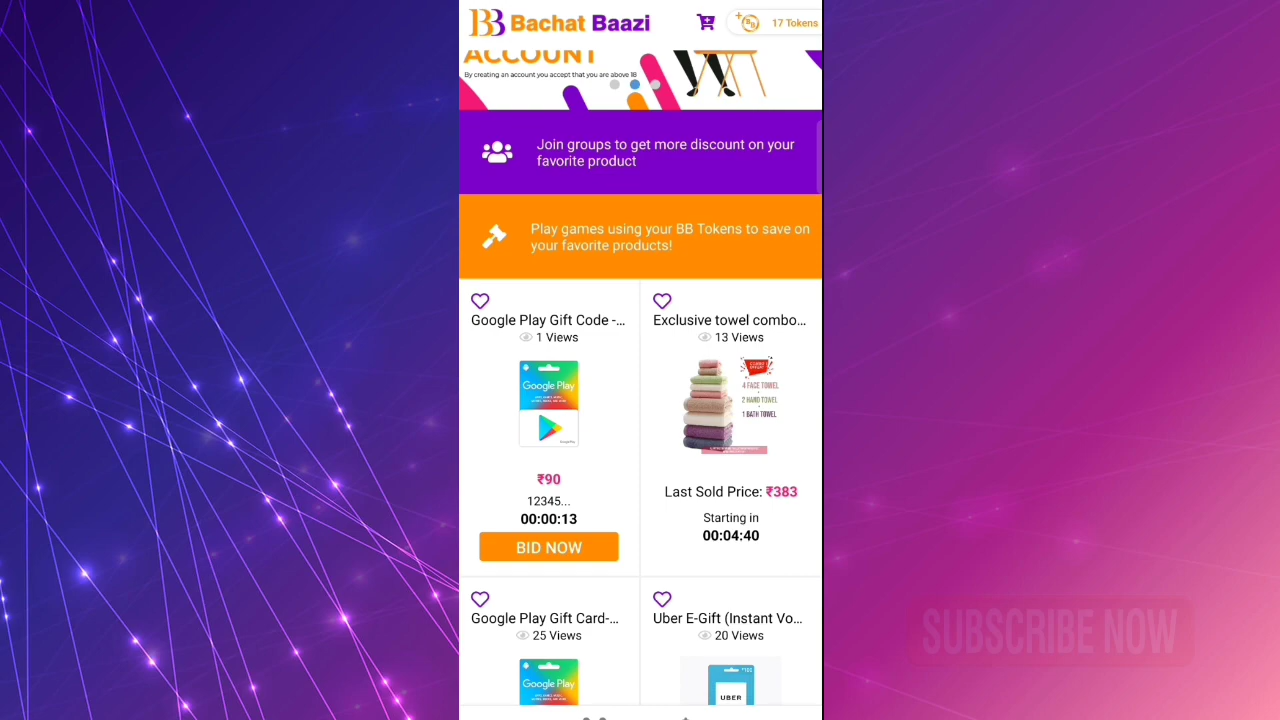 BB Bachat Baazi
17 Tokens
ACCOUNT
By creating an account you accept that you are above 18
Join groups to get more discount on your
favorite product
Play games using your BB Tokens to save on
your favorite products!
Google Play Gift Code -...
1 Views
Google Play
₹90
12345...
00:00:13
BID NOW
Exclusive towel combo...
13 Views
4 FACE TOWEL
2 HAND TOWEL
1 BATH TOWEL
Last Sold Price: ₹383
Starting in
00:04:40
Google Play Gift Card-...
25 Views
Google Play
Uber E-Gift (Instant Vo...
20 Views
UBER
SUBSCRIBE NOW